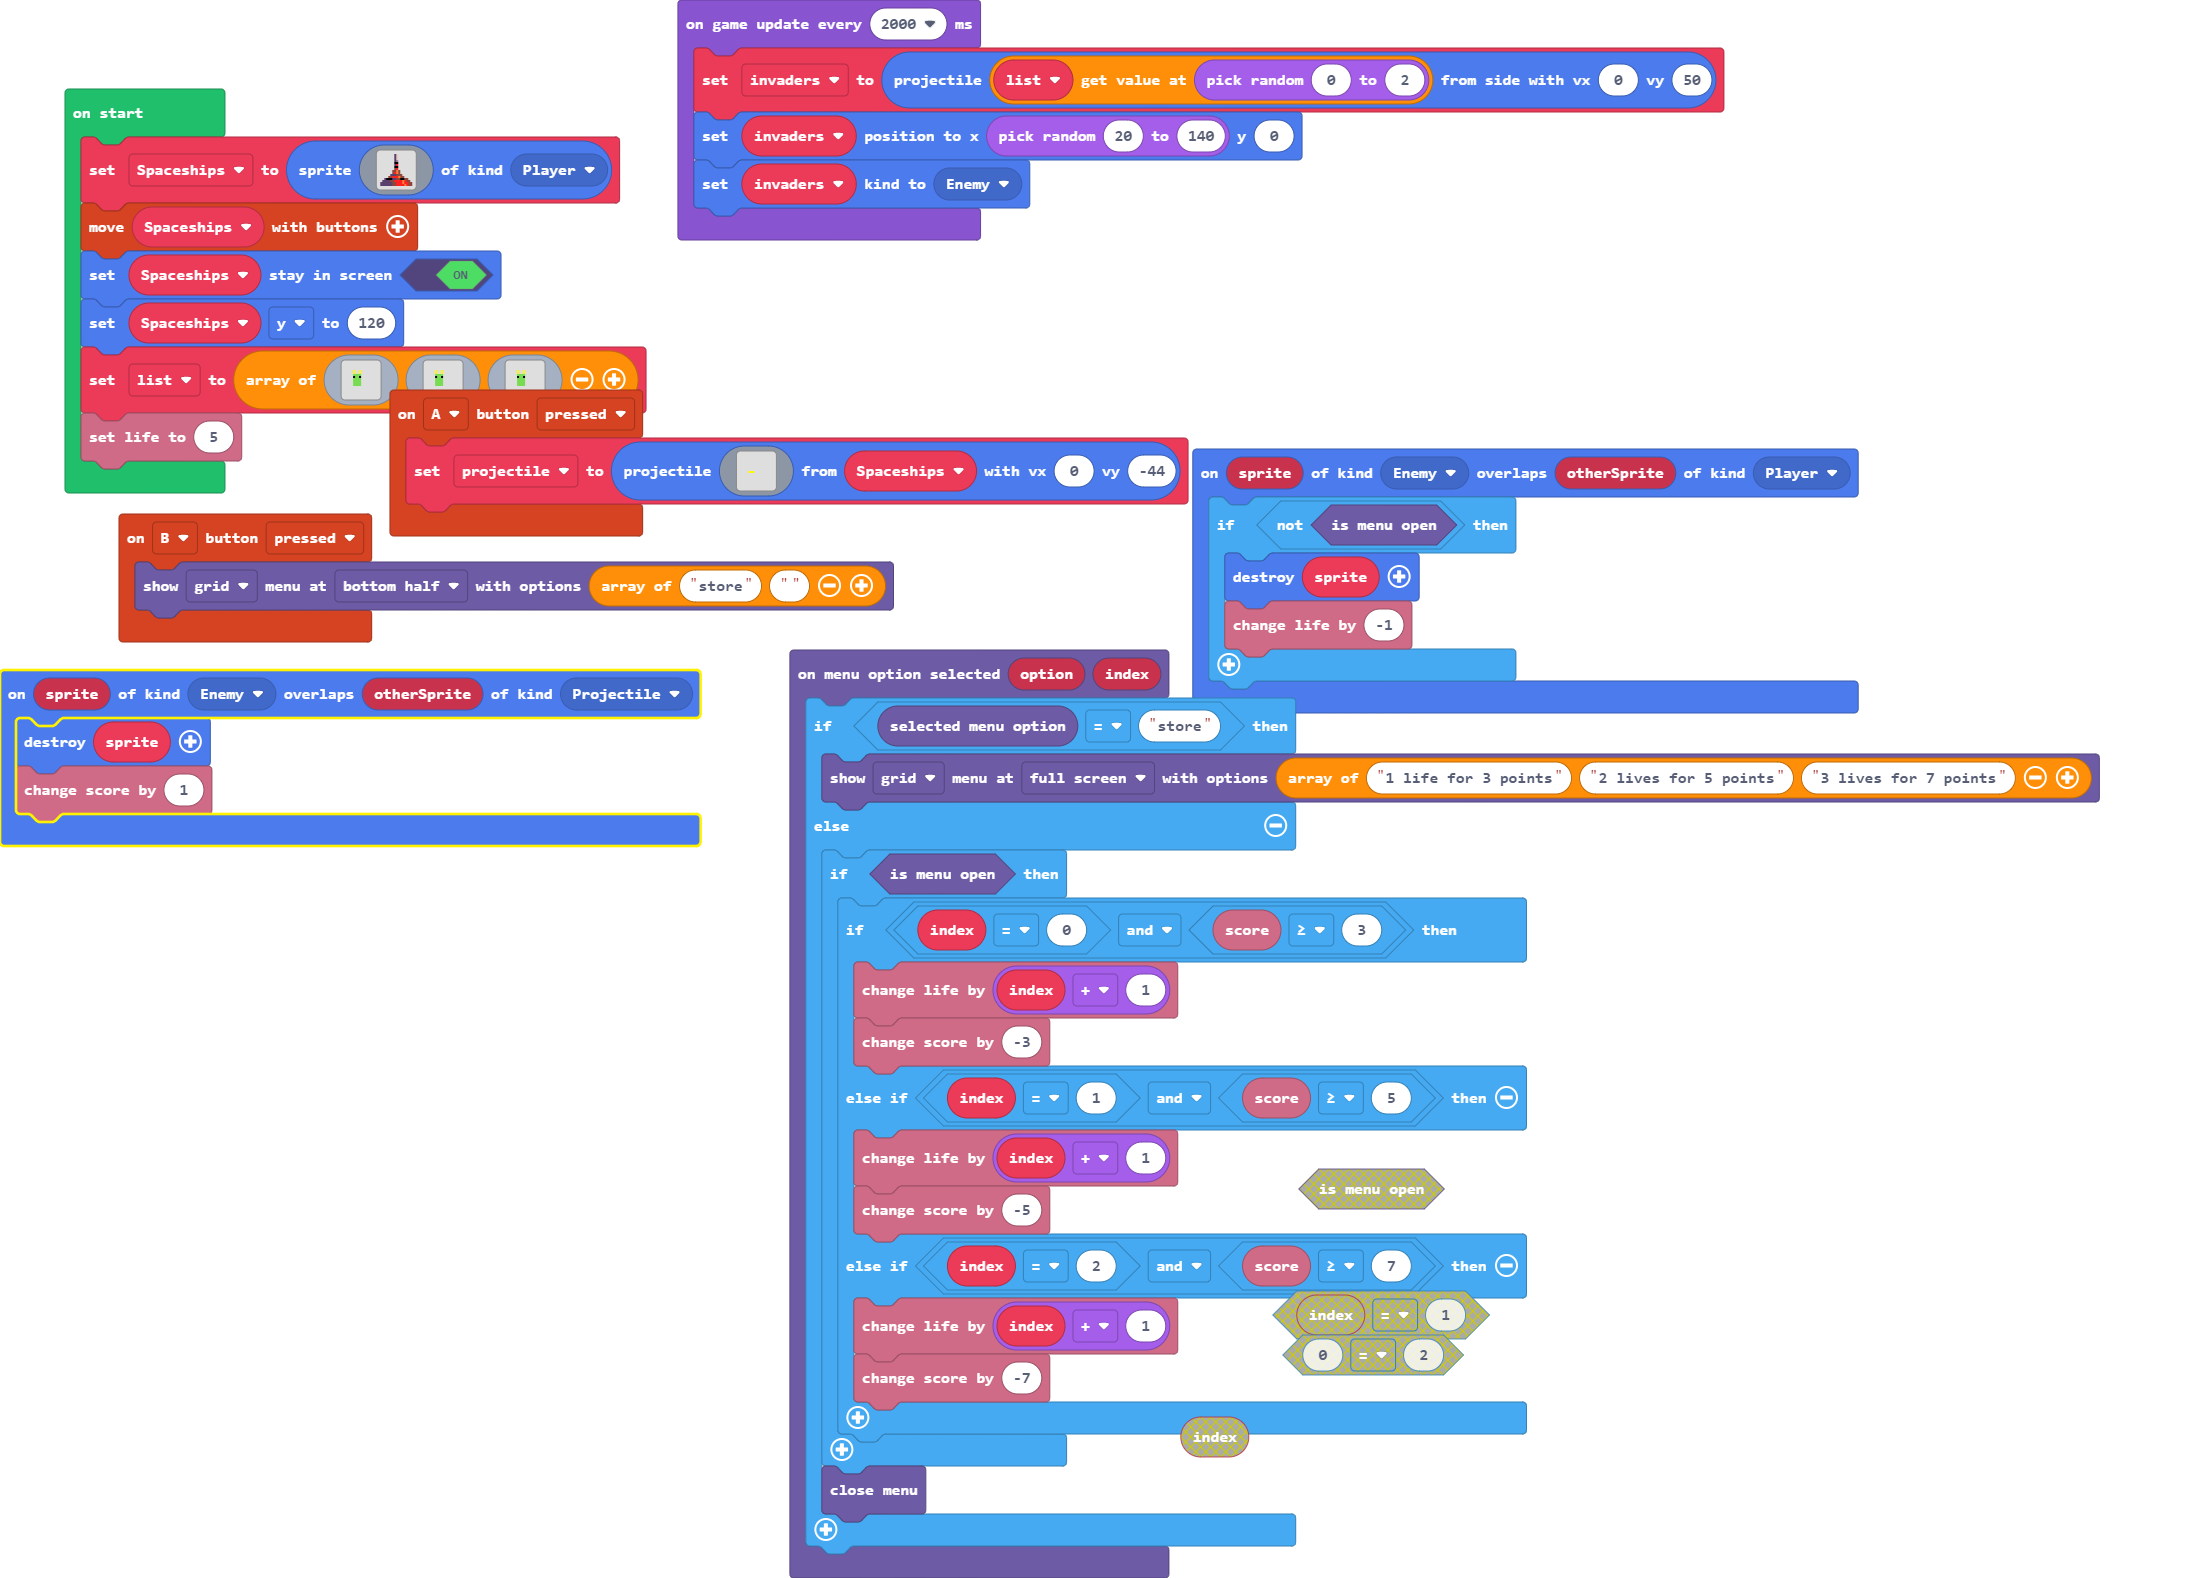 on game update every 2000 ms
set invaders to projectile list get value at pick random 0 to 2 from side with vx 0 vy 50
set invaders position to x pick random 20 to 140 y 0
set invaders kind to Enemy
on start
set Spaceships to sprite of kind Player
move Spaceships with buttons
set Spaceships stay in screen ON
set Spaceships y to 120
set list to array of
set life to 5
on A button pressed
set projectile to projectile from Spaceships with vx 0 vy -44
on B button pressed
show grid menu at bottom half with options array of "store" " "
on sprite of kind Enemy overlaps otherSprite of kind Player
if not is menu open then
destroy sprite
change life by -1
on sprite of kind Enemy overlaps otherSprite of kind Projectile
destroy sprite
change score by 1
on menu option selected option index
if selected menu option = "store" then
show grid menu at full screen with options array of "1 life for 3 points" "2 lives for 5 points" "3 lives for 7 points"
else
if is menu open then
if index = 0 and score ≥ 3 then
change life by index + 1
change score by -3
else if index = 1 and score ≥ 5 then
change life by index + 1
change score by -5
else if index = 2 and score ≥ 7 then
change life by index + 1
change score by -7
close menu
is menu open
index = 1
0 = 2
index